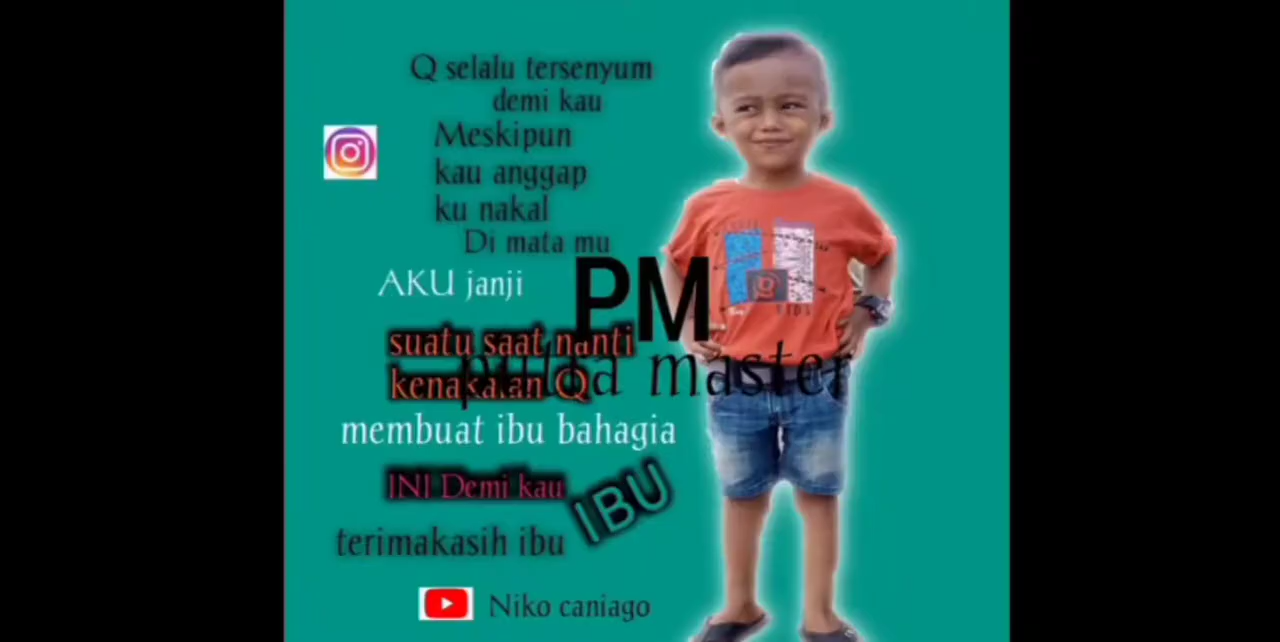 Q selalu tersenyum
demi kau
Meskipun
kau anggap
ku nakal
Di mata mu
AKU janji
PM
suatu saat nanti
master
kenakalan Q
membuat ibu bahagia
INI Demi kau
IBU
terimakasih ibu
Niko caniago